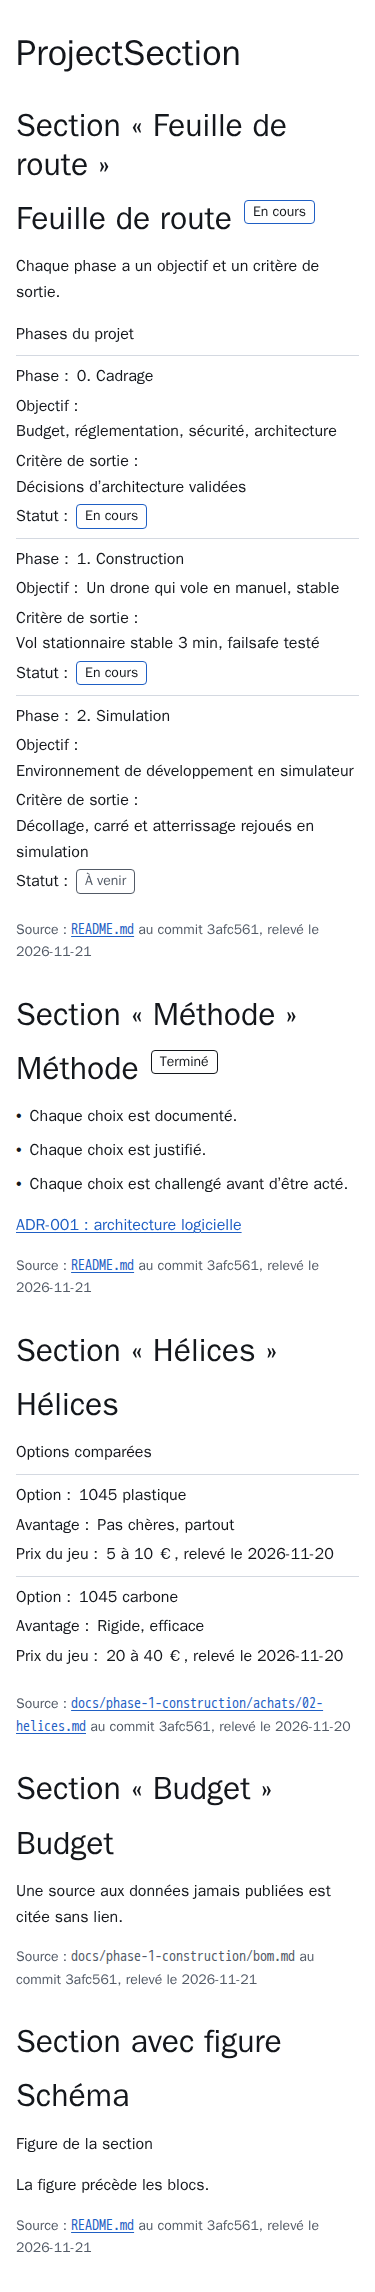 ProjectSection
Section « Feuille de
route »
Feuille de route En cours
Chaque phase a un objectif et un critère de
sortie.
Phases du projet
Phase : 0. Cadrage
Objectif :
Budget, réglementation, sécurité, architecture
Critère de sortie :
Décisions d'architecture validées
Statut : En cours
Phase : 1. Construction
Objectif : Un drone qui vole en manuel, stable
Critère de sortie :
Vol stationnaire stable 3 min, failsafe testé
Statut : En cours
Phase : 2. Simulation
Objectif :
Environnement de développement en simulateur
Critère de sortie :
Décollage, carré et atterrissage rejoués en
simulation
Statut : À venir
Source : README.md au commit 3afc561, relevé le
2026-11-21
Section « Méthode »
Méthode Terminé
• Chaque choix est documenté.
• Chaque choix est justifié.
• Chaque choix est challengé avant d'être acté.
ADR-001 : architecture logicielle
Source : README.md au commit 3afc561, relevé le
2026-11-21
Section « Hélices »
Hélices
Options comparées
Option : 1045 plastique
Avantage : Pas chères, partout
Prix du jeu : 5 à 10 €, relevé le 2026-11-20
Option : 1045 carbone
Avantage : Rigide, efficace
Prix du jeu : 20 à 40 €, relevé le 2026-11-20
Source : docs/phase-1-construction/achats/02-
helices.md au commit 3afc561, relevé le 2026-11-20
Section « Budget »
Budget
Une source aux données jamais publiées est
citée sans lien.
Source : docs/phase-1-construction/bom.md au
commit 3afc561, relevé le 2026-11-21
Section avec figure
Schéma
Figure de la section
La figure précède les blocs.
Source : README.md au commit 3afc561, relevé le
2026-11-21